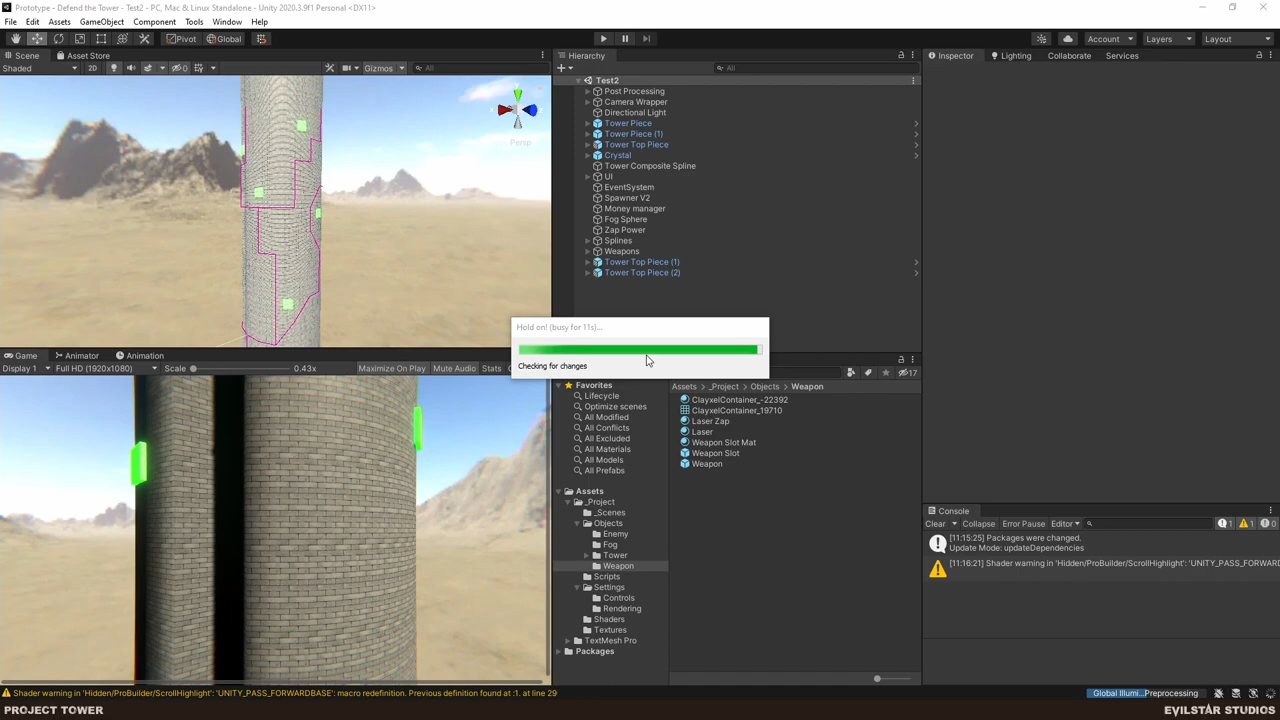 Prototype - Defend the Tower - Test2 - PC, Mac & Linux Standalone - Unity 2020.3.9f1 Personal <DX11>
File Edit Assets GameObject Component Tools Window Help
Pivot Global Account Layers Layout
Scene Asset Store
Shaded 2D 0 Gizmos All
Persp
Game Animator Animation
Display 1 Full HD (1920x1080) Scale 0.43x Maximize On Play Mute Audio Stats
Hierarchy
All
Test2
Post Processing
Camera Wrapper
Directional Light
Tower Piece
Tower Piece (1)
Tower Top Piece
Crystal
Tower Composite Spline
UI
EventSystem
Spawner V2
Money manager
Fog Sphere
Zap Power
Splines
Weapons
Tower Top Piece (1)
Tower Top Piece (2)
Hold on! (busy for 11s)...
Checking for changes
17
Favorites
Lifecycle
Optimize scenes
All Modified
All Conflicts
All Excluded
All Materials
All Models
All Prefabs
Assets
_Project
_Scenes
Objects
Enemy
Fog
Tower
Weapon
Scripts
Settings
Controls
Rendering
Shaders
Textures
TextMesh Pro
Packages
Assets > _Project > Objects > Weapon
ClayxelContainer_-22392
ClayxelContainer_19710
Laser Zap
Laser
Weapon Slot Mat
Weapon Slot
Weapon
Inspector Lighting Collaborate Services
Console
Clear Collapse Error Pause Editor 1 1 0
[11:15:25] Packages were changed.
Update Mode: updateDependencies
[11:16:21] Shader warning in 'Hidden/ProBuilder/ScrollHighlight': 'UNITY_PASS_FORWARD
Shader warning in 'Hidden/ProBuilder/ScrollHighlight': 'UNITY_PASS_FORWARDBASE': macro redefinition. Previous definition found at :1. at line 29
Global Illumi...Preprocessing
PROJECT TOWER
EVILSTAR STUDIOS